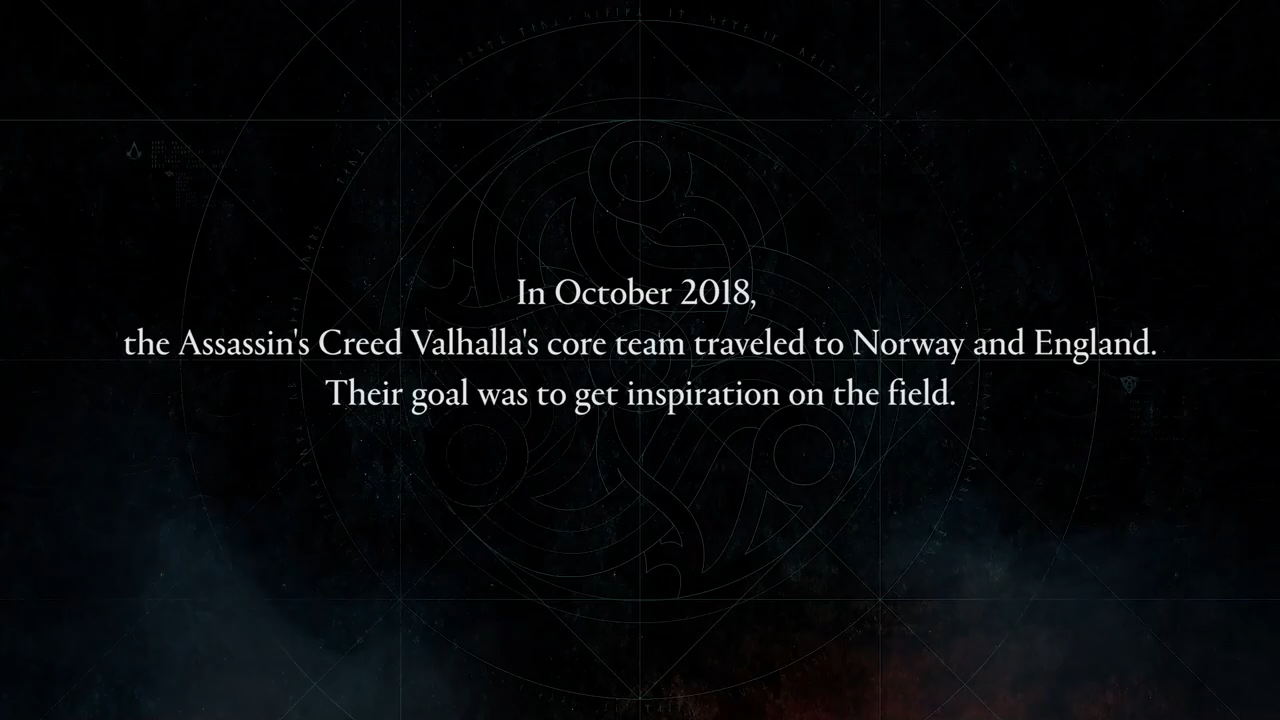 In October 2018,
the Assassin's Creed Valhalla's core team traveled to Norway and England.
Their goal was to get inspiration on the field.